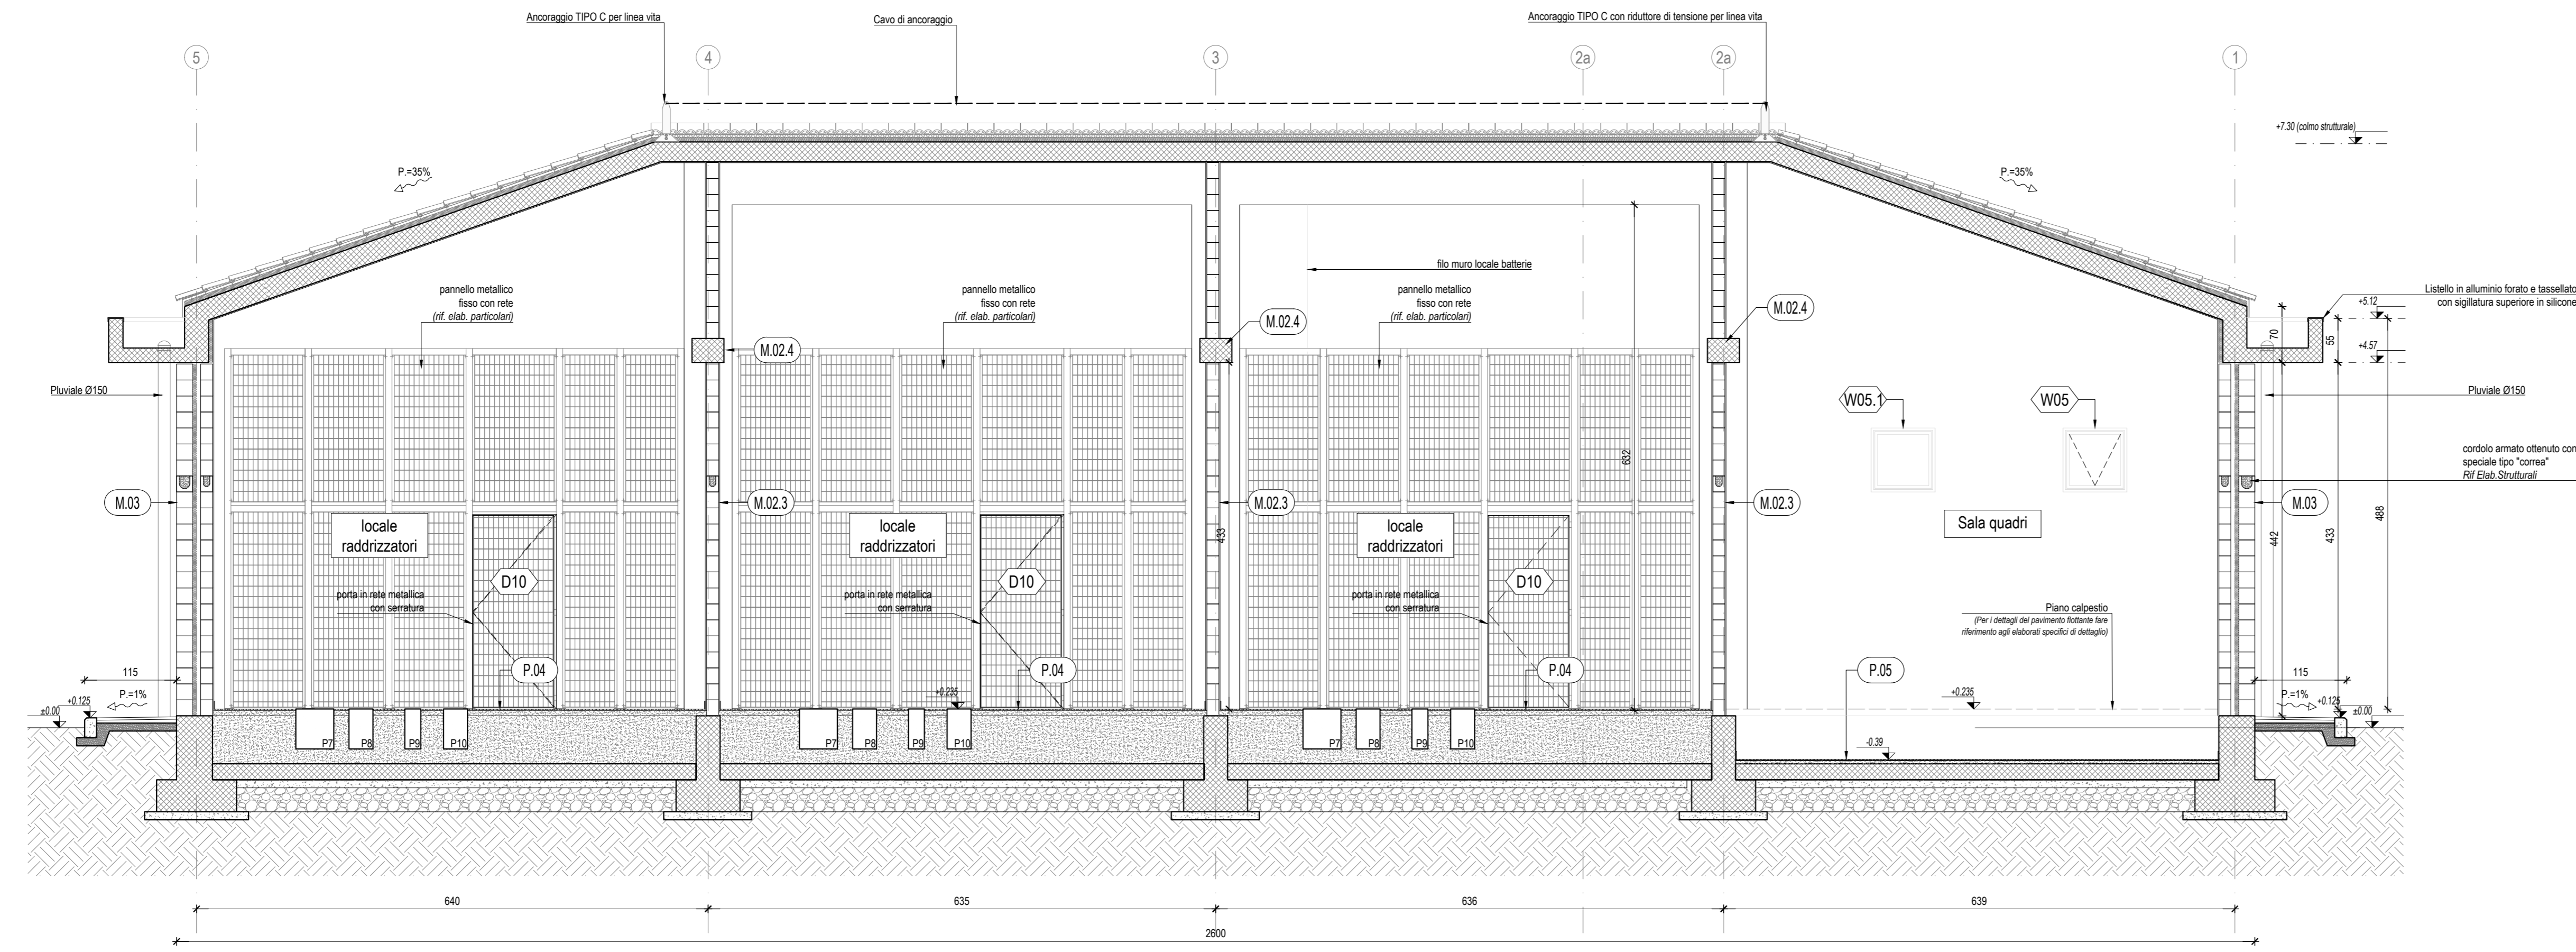 Ancoraggio TIPO C per linea vita
Cavo di ancoraggio
Ancoraggio TIPO C con riduttore di tensione per linea vita
5
4
3
2a
2a
1
+7.30 (colmo strutturale)
P.=35%
P.=35%
filo muro locale batterie
pannello metallico
fisso con rete
(rif. elab. particolari)
pannello metallico
fisso con rete
(rif. elab. particolari)
pannello metallico
fisso con rete
(rif. elab. particolari)
Listello in alluminio forato e tassellato
con sigillatura superiore in silicone
+5.12
M.02.4
M.02.4
M.02.4
70
55
+4.57
Pluviale Ø150
Pluviale Ø150
W05.1
W05
632
cordolo armato ottenuto con
speciale tipo "correa"
Rif Elab.Strutturali
M.03
M.02.3
M.02.3
M.02.3
M.03
locale
raddrizzatori
locale
raddrizzatori
locale
raddrizzatori
Sala quadri
433
442
433
488
D10
D10
D10
porta in rete metallica
con serratura
porta in rete metallica
con serratura
porta in rete metallica
con serratura
Piano calpestio
(Per i dettagli del pavimento flottante fare
riferimento agli elaborati specifici di dettaglio)
P.04
P.04
P.04
P.05
115
115
P.=1%
P.=1%
+0.125
±0.00
+0.235
+0.235
+0.125
±0.00
P7
P8
P9
P10
P7
P8
P9
P10
P7
P8
P9
P10
-0.39
640
635
636
639
2600